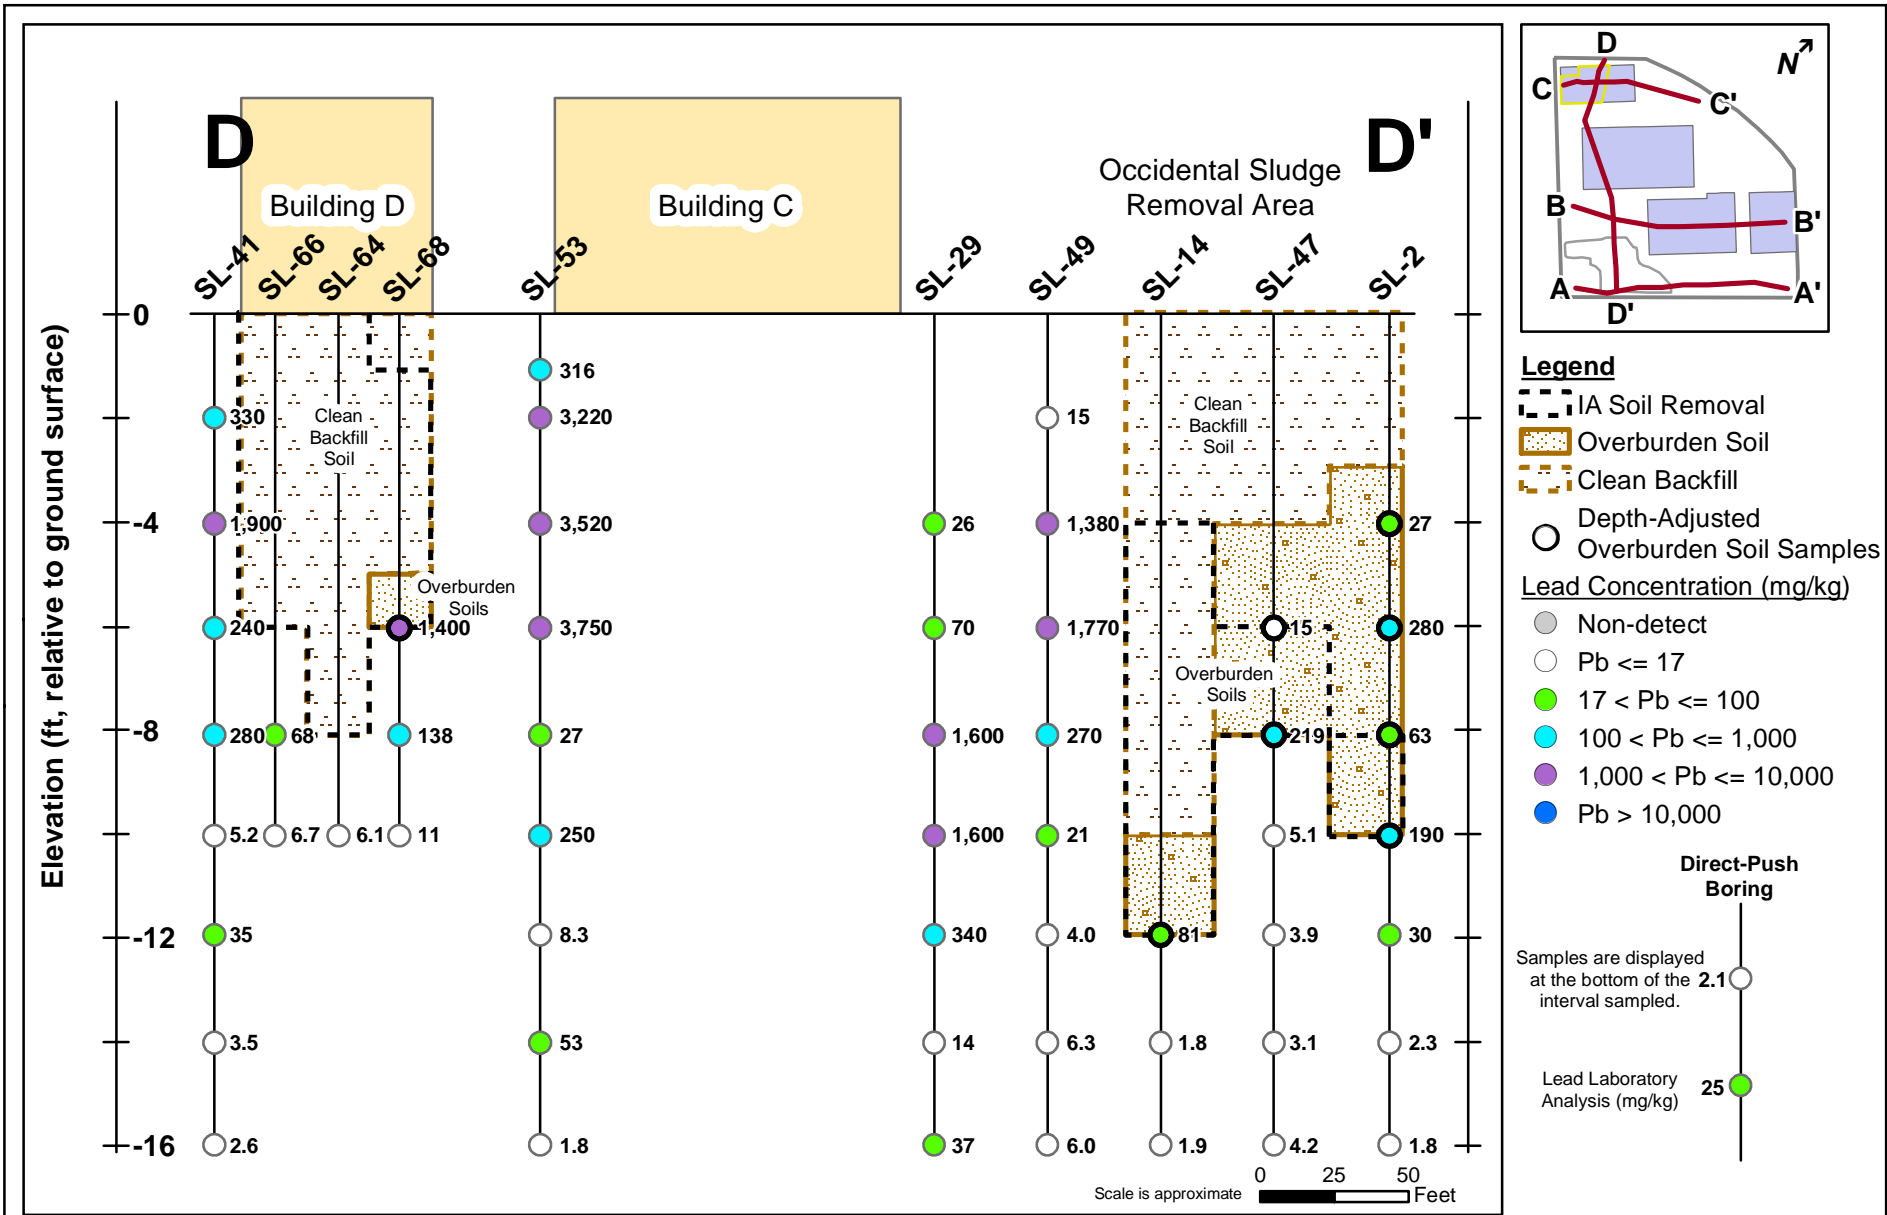 D
D'
Building D
Building C
Occidental Sludge
Removal Area
SL-41
SL-66
SL-64
SL-68
SL-53
SL-29
SL-49
SL-14
SL-47
SL-2
Elevation (ft, relative to ground surface)
0
-4
-8
-12
-16
330
1,900
240
280
5.2
35
3.5
2.6
68
6.7
6.1
1,400
138
11
Clean
Backfill
Soil
Overburden
Soils
316
3,220
3,520
3,750
27
250
8.3
53
1.8
26
70
1,600
1,600
340
14
37
15
1,380
1,770
270
21
4.0
6.3
6.0
Clean
Backfill
Soil
Overburden
Soils
81
1.8
1.9
15
219
5.1
3.9
3.1
4.2
27
280
63
190
30
2.3
1.8
Scale is approximate
0 25 50
Feet
D
N
C
C'
B
B'
A
A'
D'
Legend
IA Soil Removal
Overburden Soil
Clean Backfill
Depth-Adjusted
Overburden Soil Samples
Lead Concentration (mg/kg)
Non-detect
Pb <= 17
17 < Pb <= 100
100 < Pb <= 1,000
1,000 < Pb <= 10,000
Pb > 10,000
Direct-Push
Boring
Samples are displayed
at the bottom of the
interval sampled.
2.1
Lead Laboratory
Analysis (mg/kg)
25